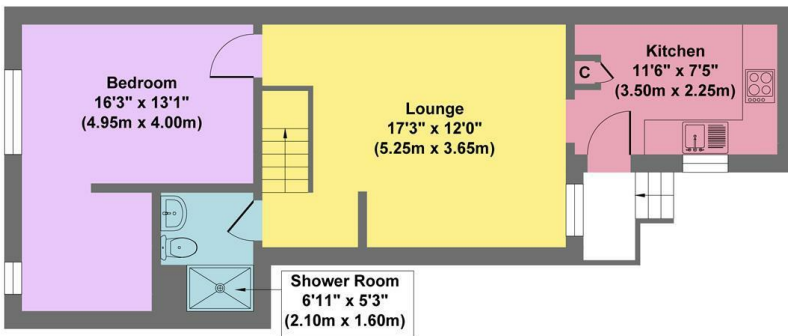 Bedroom
16'3" x 13'1"
(4.95m x 4.00m)
Lounge
17'3" x 12'0"
(5.25m x 3.65m)
Kitchen
11'6" x 7'5"
(3.50m x 2.25m)
C
Shower Room
6'11" x 5'3"
(2.10m x 1.60m)